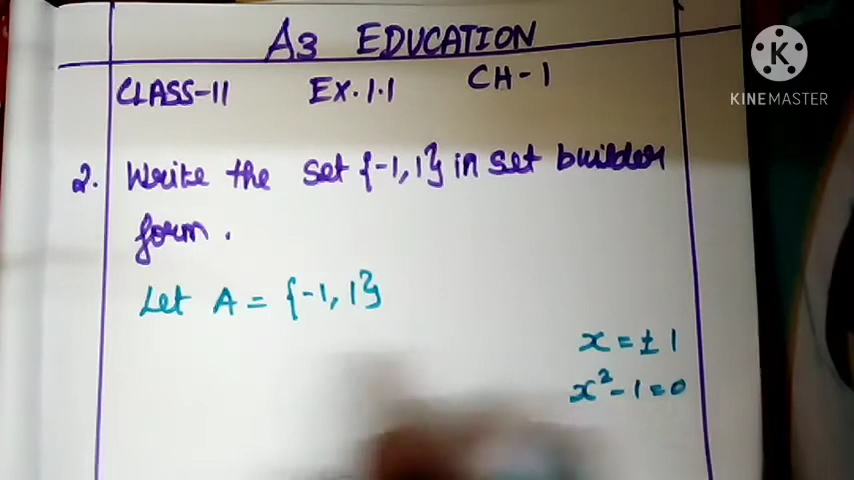 A3 EDUCATION
K
KINEMASTER
CLASS-11 EX.1.1 CH-1
2. Write the set {-1, 1} in set builder
form.
Let A = {-1, 1}
x = ± 1
x² - 1 = 0